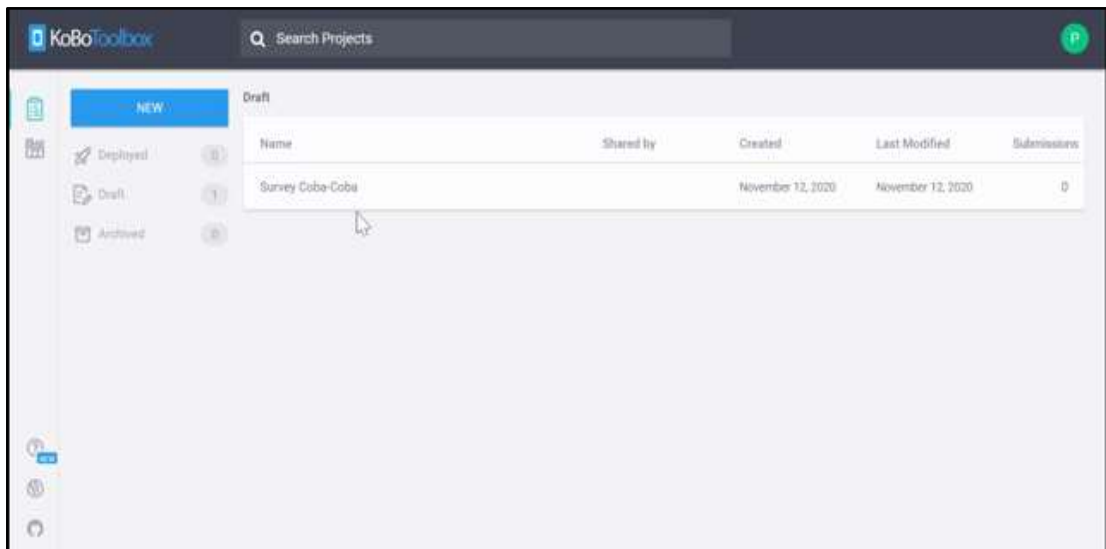 KoBoToolbox
Search Projects
P
NEW
Deployed 0
Draft 1
Archived 0
Draft
Name Shared by Created Last Modified Submissions
Survey Coba-Coba November 12, 2020 November 12, 2020 0
NEW